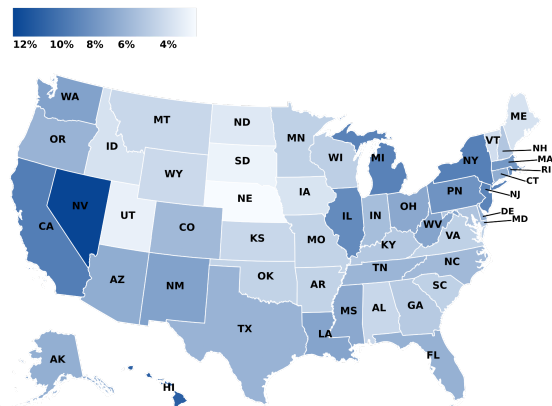 12% 10% 8% 6% 4%
WA
ME
MT
ND
VT
MN
OR
ID
NH
WI
MI
NY
MA
SD
RI
WY
CT
IA
PN
NJ
NE
NV
OH
UT
IL
IN
DE
MD
CA
CO
WV
VA
KS
MO
KY
NC
TN
OK
AZ
NM
AR
SC
MS
AL
GA
TX
LA
AK
FL
HI